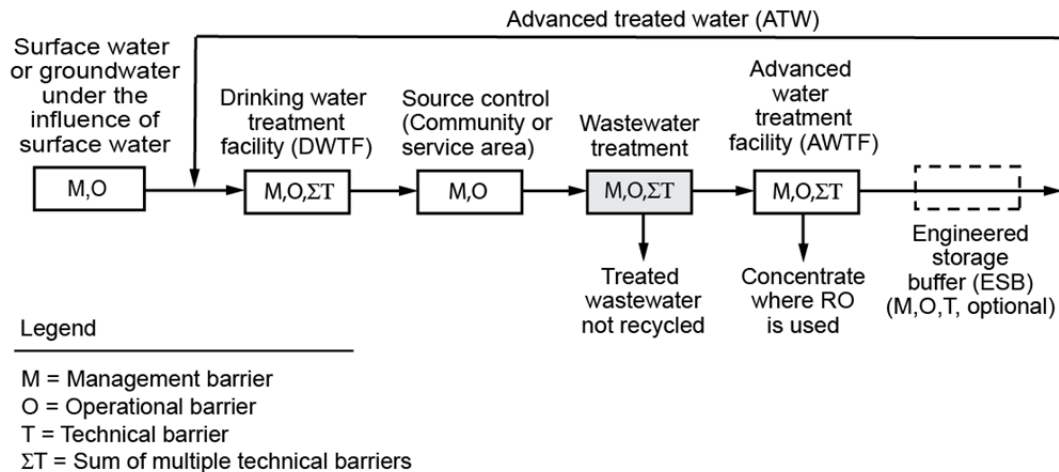 Advanced treated water (ATW)
Surface water
or groundwater
under the
influence of
surface water
M,O
Drinking water
treatment
facility (DWTF)
M,O,ΣT
Source control
(Community or
service area)
M,O
Wastewater
treatment
M,O,ΣT
Treated
wastewater
not recycled
Advanced
water
treatment
facility (AWTF)
M,O,ΣT
Concentrate
where RO
is used
Engineered
storage
buffer (ESB)
(M,O,T, optional)
Legend
M = Management barrier
O = Operational barrier
T = Technical barrier
ΣT = Sum of multiple technical barriers